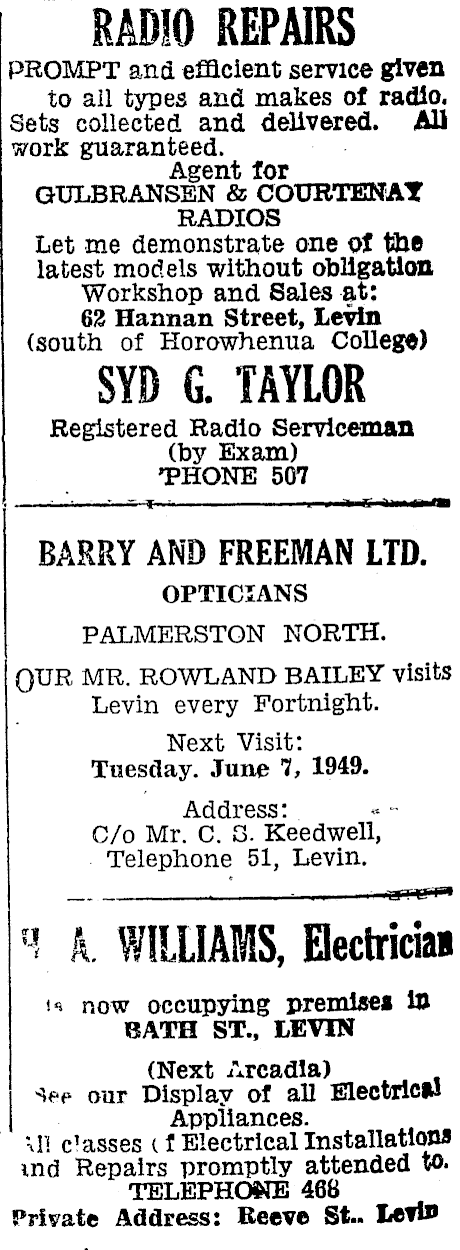 RADIO REPAIRS
PROMPT and efficient service given
to all types and makes of radio.
Sets collected and delivered. All
work guaranteed.
Agent for
GULBRANSEN & COURTENAY
RADIOS
Let me demonstrate one of the
latest models without obligation
Workshop and Sales at:
62 Hannan Street, Levin
(south of Horowhenua College)
SYD G. TAYLOR
Registered Radio Serviceman
(by Exam)
'PHONE 507
BARRY AND FREEMAN LTD.
OPTICIANS
PALMERSTON NORTH.
OUR MR. ROWLAND BAILEY visits
Levin every Fortnight.
Next Visit:
Tuesday. June 7, 1949.
Address:
C/o Mr. C. S. Keedwell,
Telephone 51, Levin.
A. WILLIAMS, Electrician
is now occupying premises in
BATH ST., LEVIN
(Next Arcadia)
See our Display of all Electrical
Appliances.
All classes of Electrical Installations
and Repairs promptly attended to.
TELEPHONE 468
Private Address: Reeve St.. Levin